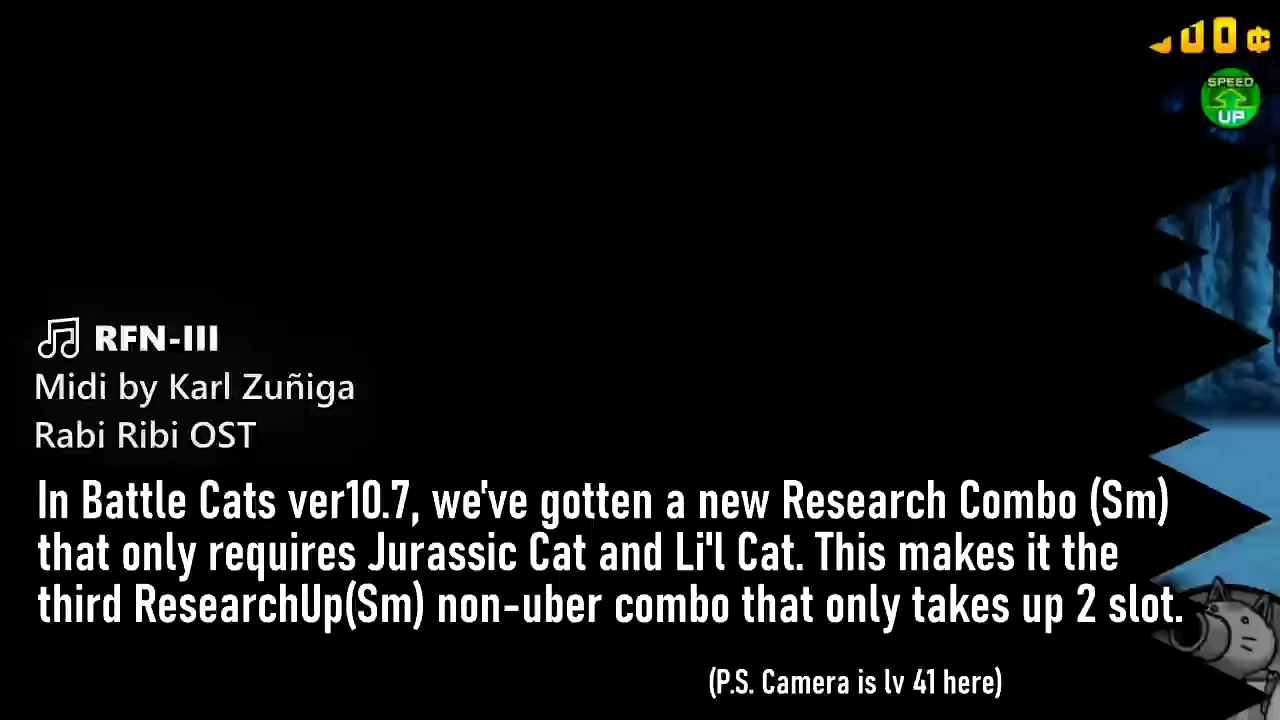 00¢
SPEED
UP
RFN-III
Midi by Karl Zuñiga
Rabi Ribi OST
In Battle Cats ver10.7, we've gotten a new Research Combo (Sm)
that only requires Jurassic Cat and Li'l Cat. This makes it the
third ResearchUp(Sm) non-uber combo that only takes up 2 slot.
(P.S. Camera is lv 41 here)